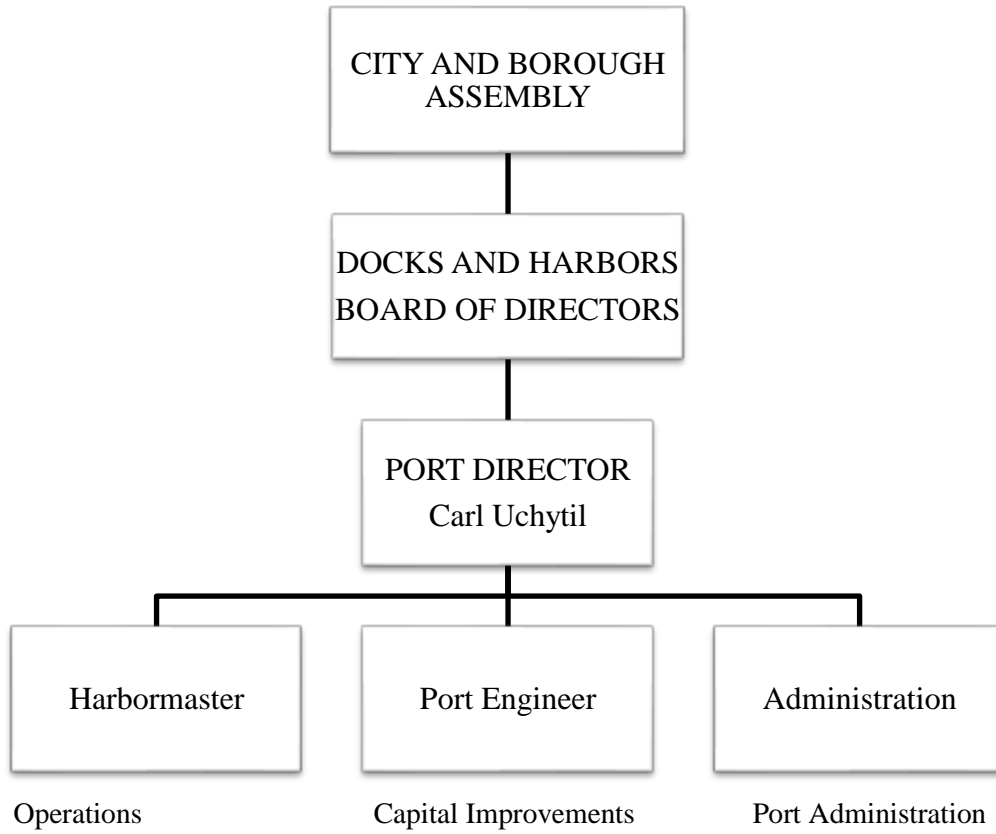 CITY AND BOROUGH
ASSEMBLY
DOCKS AND HARBORS
BOARD OF DIRECTORS
PORT DIRECTOR
Carl Uchytil
Harbormaster
Port Engineer
Administration
Operations
Capital Improvements
Port Administration